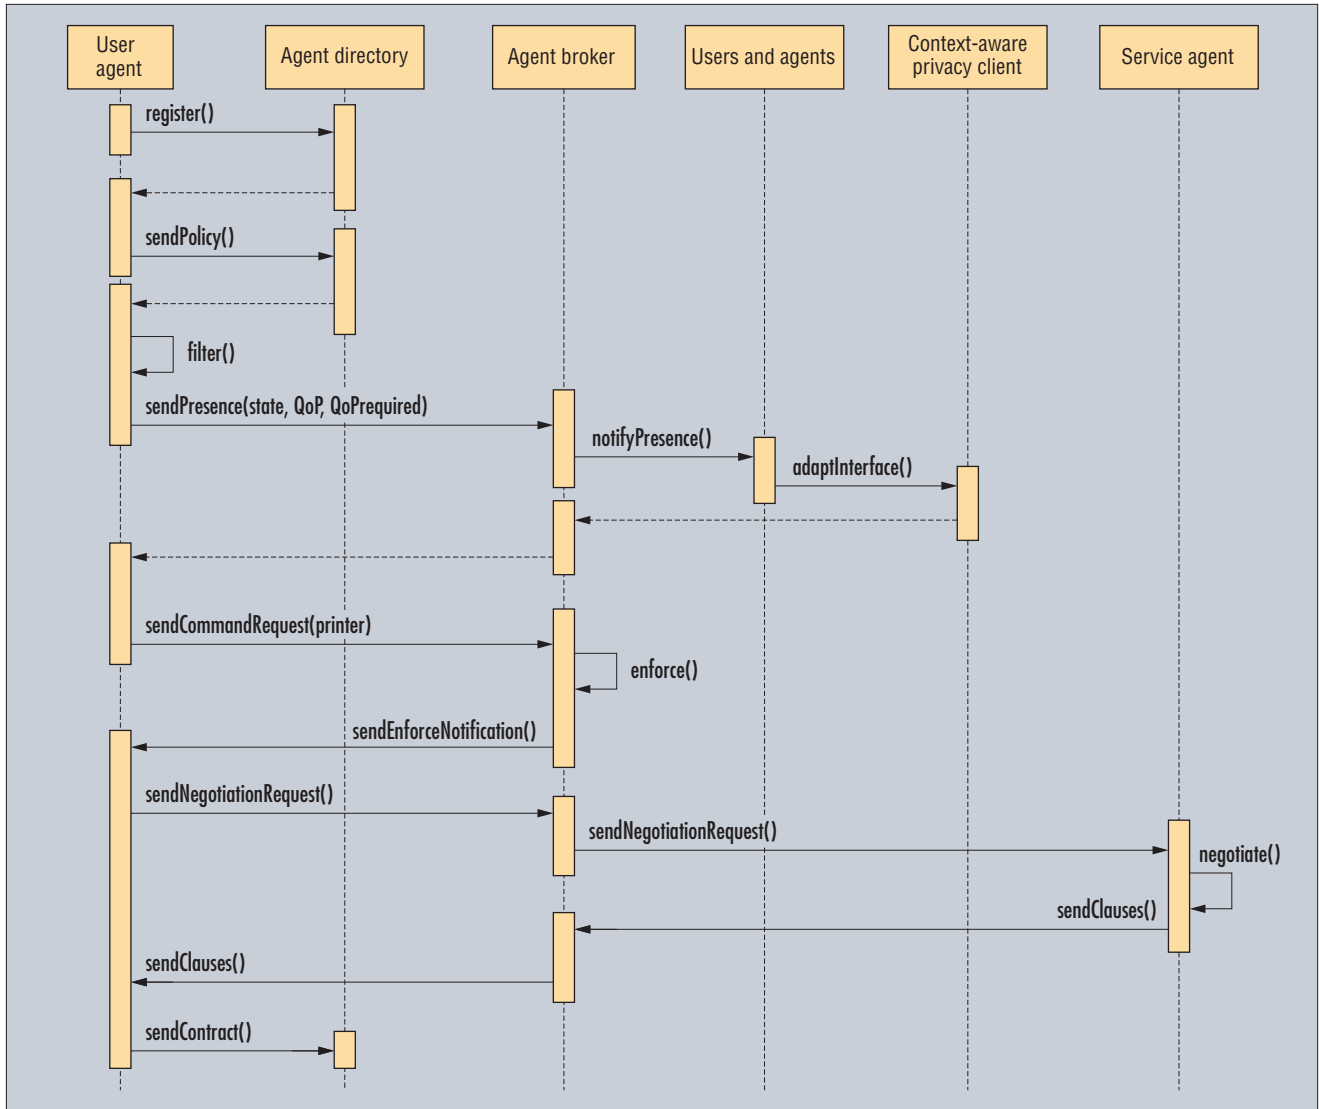 User
agent
Agent directory
Agent broker
Users and agents
Context-aware
privacy client
Service agent
register()
sendPolicy()
filter()
sendPresence(state, QoP, QoPrequired)
notifyPresence()
adaptInterface()
sendCommandRequest(printer)
enforce()
sendEnforceNotification()
sendNegotiationRequest()
sendNegotiationRequest()
negotiate()
sendClauses()
sendClauses()
sendContract()